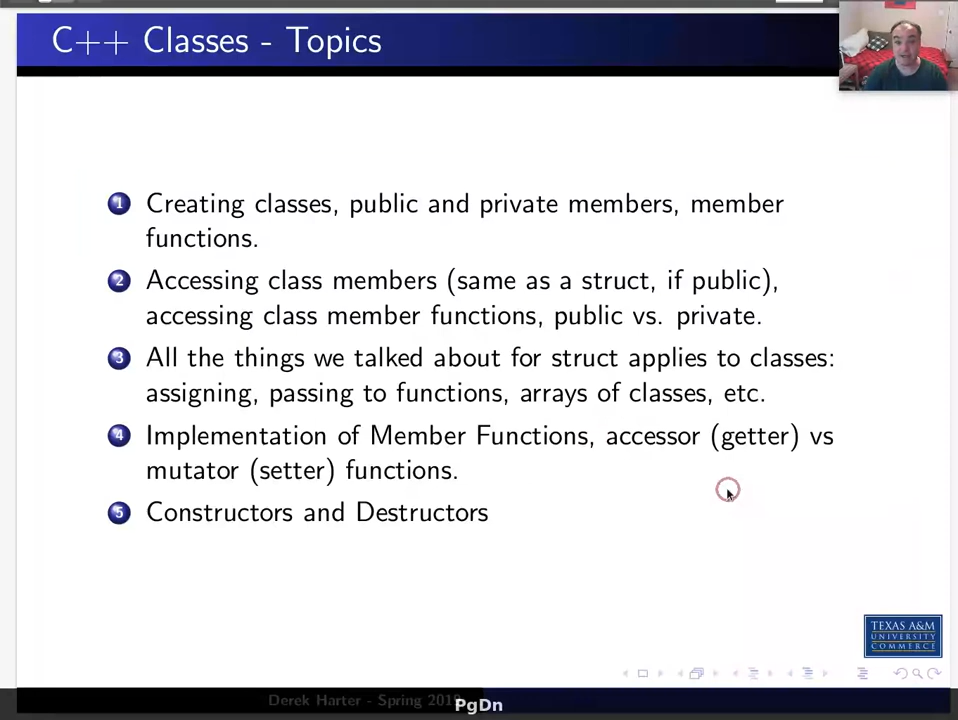 C++ Classes - Topics
1 Creating classes, public and private members, member
functions.
2 Accessing class members (same as a struct, if public),
accessing class member functions, public vs. private.
3 All the things we talked about for struct applies to classes:
assigning, passing to functions, arrays of classes, etc.
4 Implementation of Member Functions, accessor (getter) vs
mutator (setter) functions.
5 Constructors and Destructors
TEXAS A&M
UNIVERSITY
COMMERCE
Derek Harter - Spring
PgDn